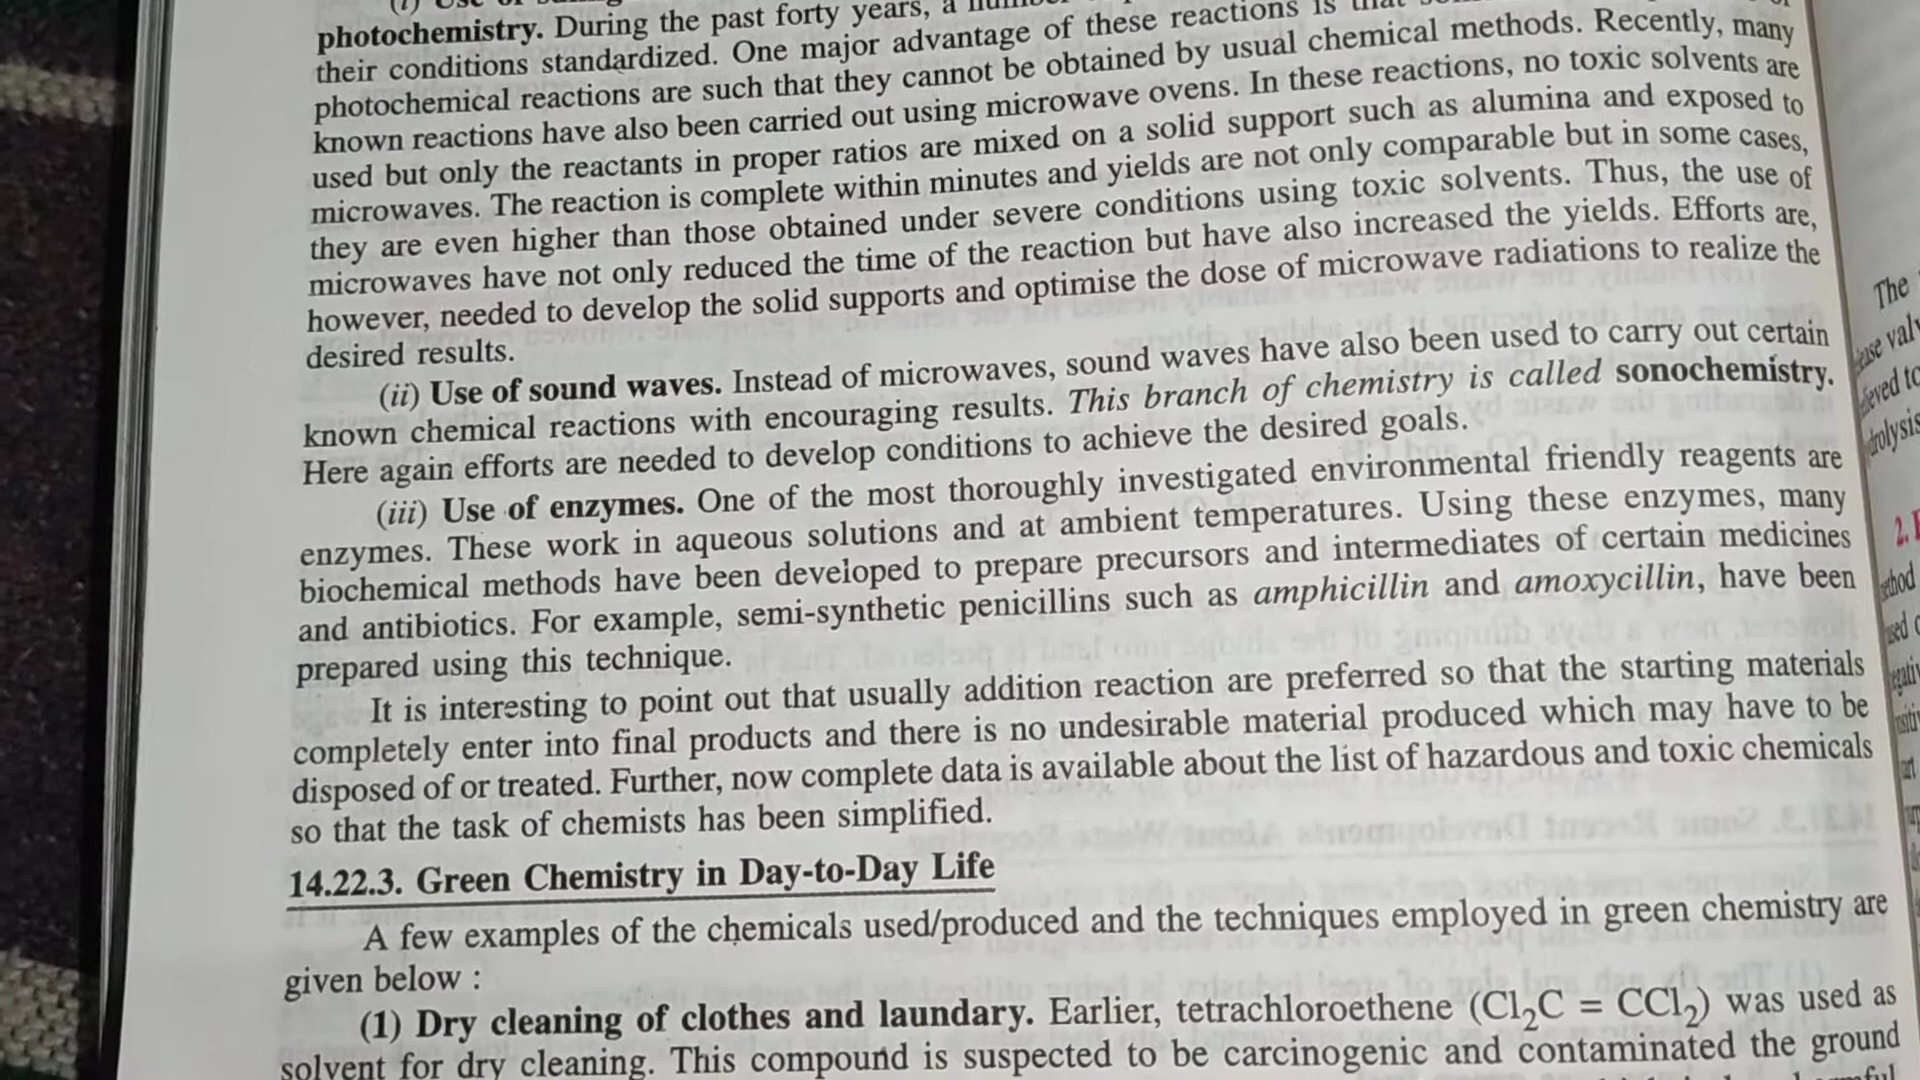 photochemistry. During the past forty years, a
their conditions standardized. One major advantage of these reactions is
photochemical reactions are such that they cannot be obtained by usual chemical methods. Recently, many
known reactions have also been carried out using microwave ovens. In these reactions, no toxic solvents are
used but only the reactants in proper ratios are mixed on a solid support such as alumina and exposed to
microwaves. The reaction is complete within minutes and yields are not only comparable but in some cases,
they are even higher than those obtained under severe conditions using toxic solvents. Thus, the use of
microwaves have not only reduced the time of the reaction but have also increased the yields. Efforts are,
however, needed to develop the solid supports and optimise the dose of microwave radiations to realize the
desired results.
(ii) Use of sound waves. Instead of microwaves, sound waves have also been used to carry out certain
known chemical reactions with encouraging results. This branch of chemistry is called sonochemistry.
Here again efforts are needed to develop conditions to achieve the desired goals.
(iii) Use of enzymes. One of the most thoroughly investigated environmental friendly reagents are
enzymes. These work in aqueous solutions and at ambient temperatures. Using these enzymes, many
biochemical methods have been developed to prepare precursors and intermediates of certain medicines
and antibiotics. For example, semi-synthetic penicillins such as amphicillin and amoxycillin, have been
prepared using this technique.
It is interesting to point out that usually addition reaction are preferred so that the starting materials
completely enter into final products and there is no undesirable material produced which may have to be
disposed of or treated. Further, now complete data is available about the list of hazardous and toxic chemicals
so that the task of chemists has been simplified.
14.22.3. Green Chemistry in Day-to-Day Life
A few examples of the chemicals used/produced and the techniques employed in green chemistry are
given below :
(1) Dry cleaning of clothes and laundary. Earlier, tetrachloroethene (Cl₂C = CCl₂) was used as
solvent for dry cleaning. This compound is suspected to be carcinogenic and contaminated the ground
The
2.